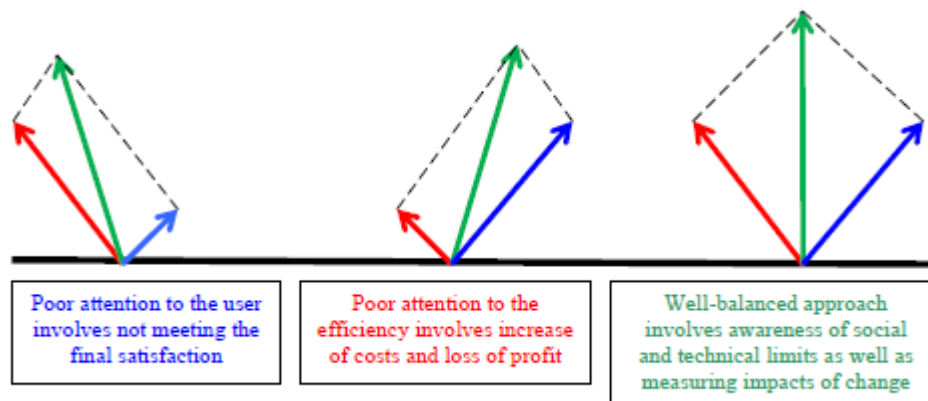 Poor attention to the user
involves not meeting the
final satisfaction
Poor attention to the
efficiency involves increase
of costs and loss of profit
Well-balanced approach
involves awareness of social
and technical limits as well as
measuring impacts of change